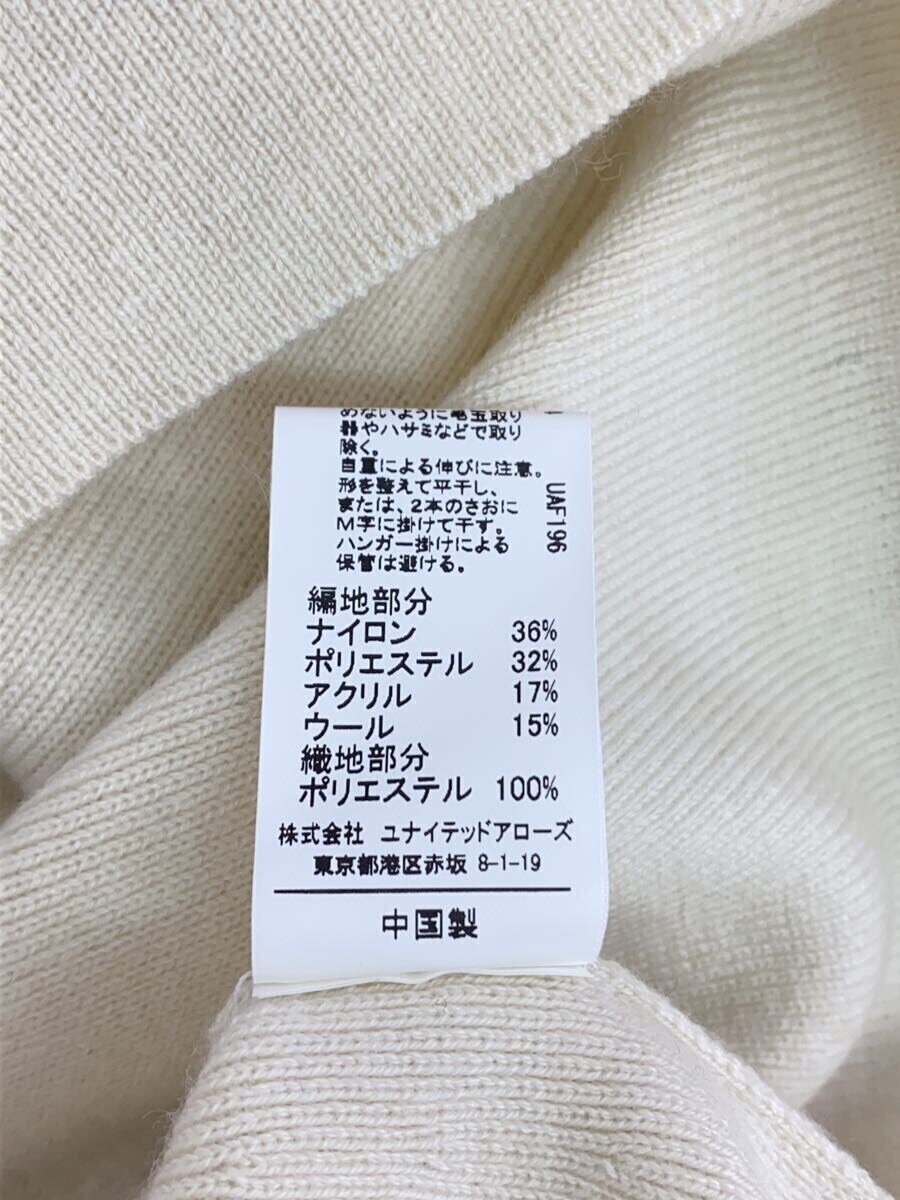 めないように毛玉取り
器やハサミなどで取り
除く。
自重による伸びに注意。
形を整えて平干し、
または、2本のさおに
M字に掛けて干す。
ハンガー掛けによる
保管は避ける。
UAF196
編地部分
ナイロン 36%
ポリエステル 32%
アクリル 17%
ウール 15%
織地部分
ポリエステル 100%
株式会社 ユナイテッドアローズ
東京都港区赤坂 8-1-19
中国製